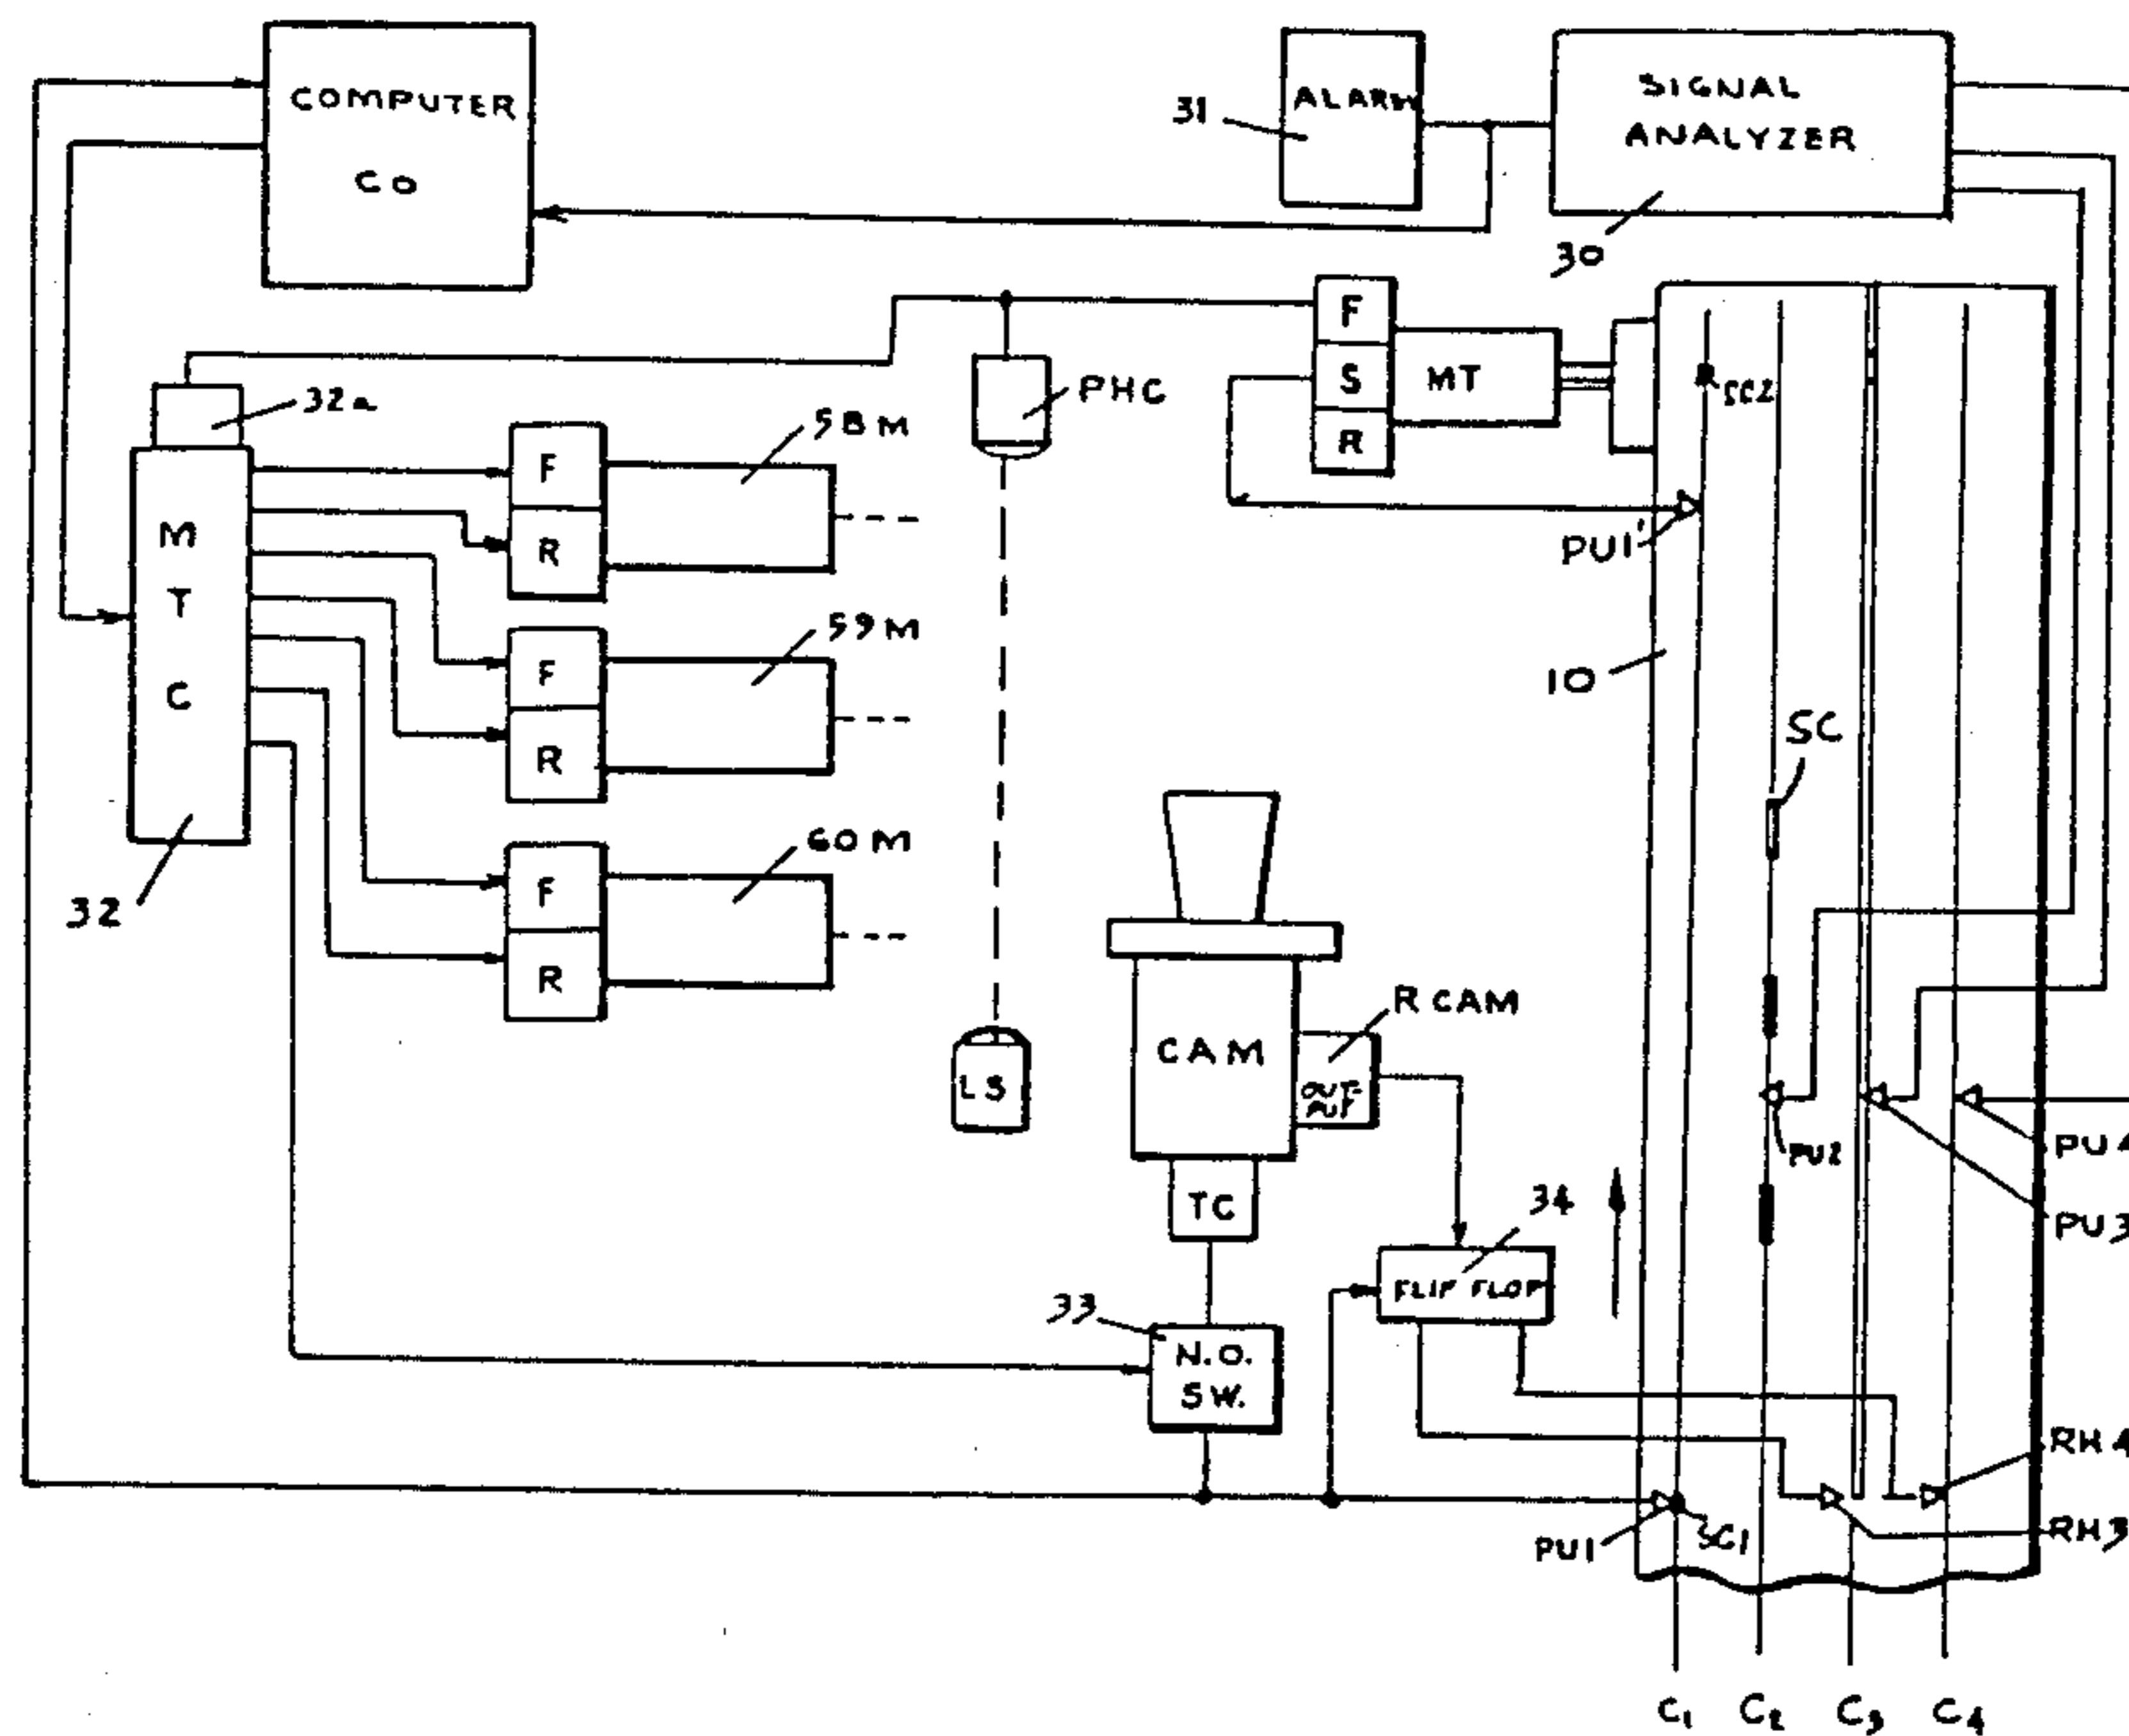 COMPUTER
CO
31
ALARM
SIGNAL
ANALYZER
30
32a
PHC
F
S
R
MT
SC2
PU1'
58M
F
R
M
T
C
59M
F
R
10
SC
60M
F
R
32
R CAM
CAM
OUT-
PUT
LS
PU2
PU4
PU3
TC
34
FLIP FLOP
33
N.O.
SW.
RH4
RH3
PU1
SC1
C1
C2
C3
C4